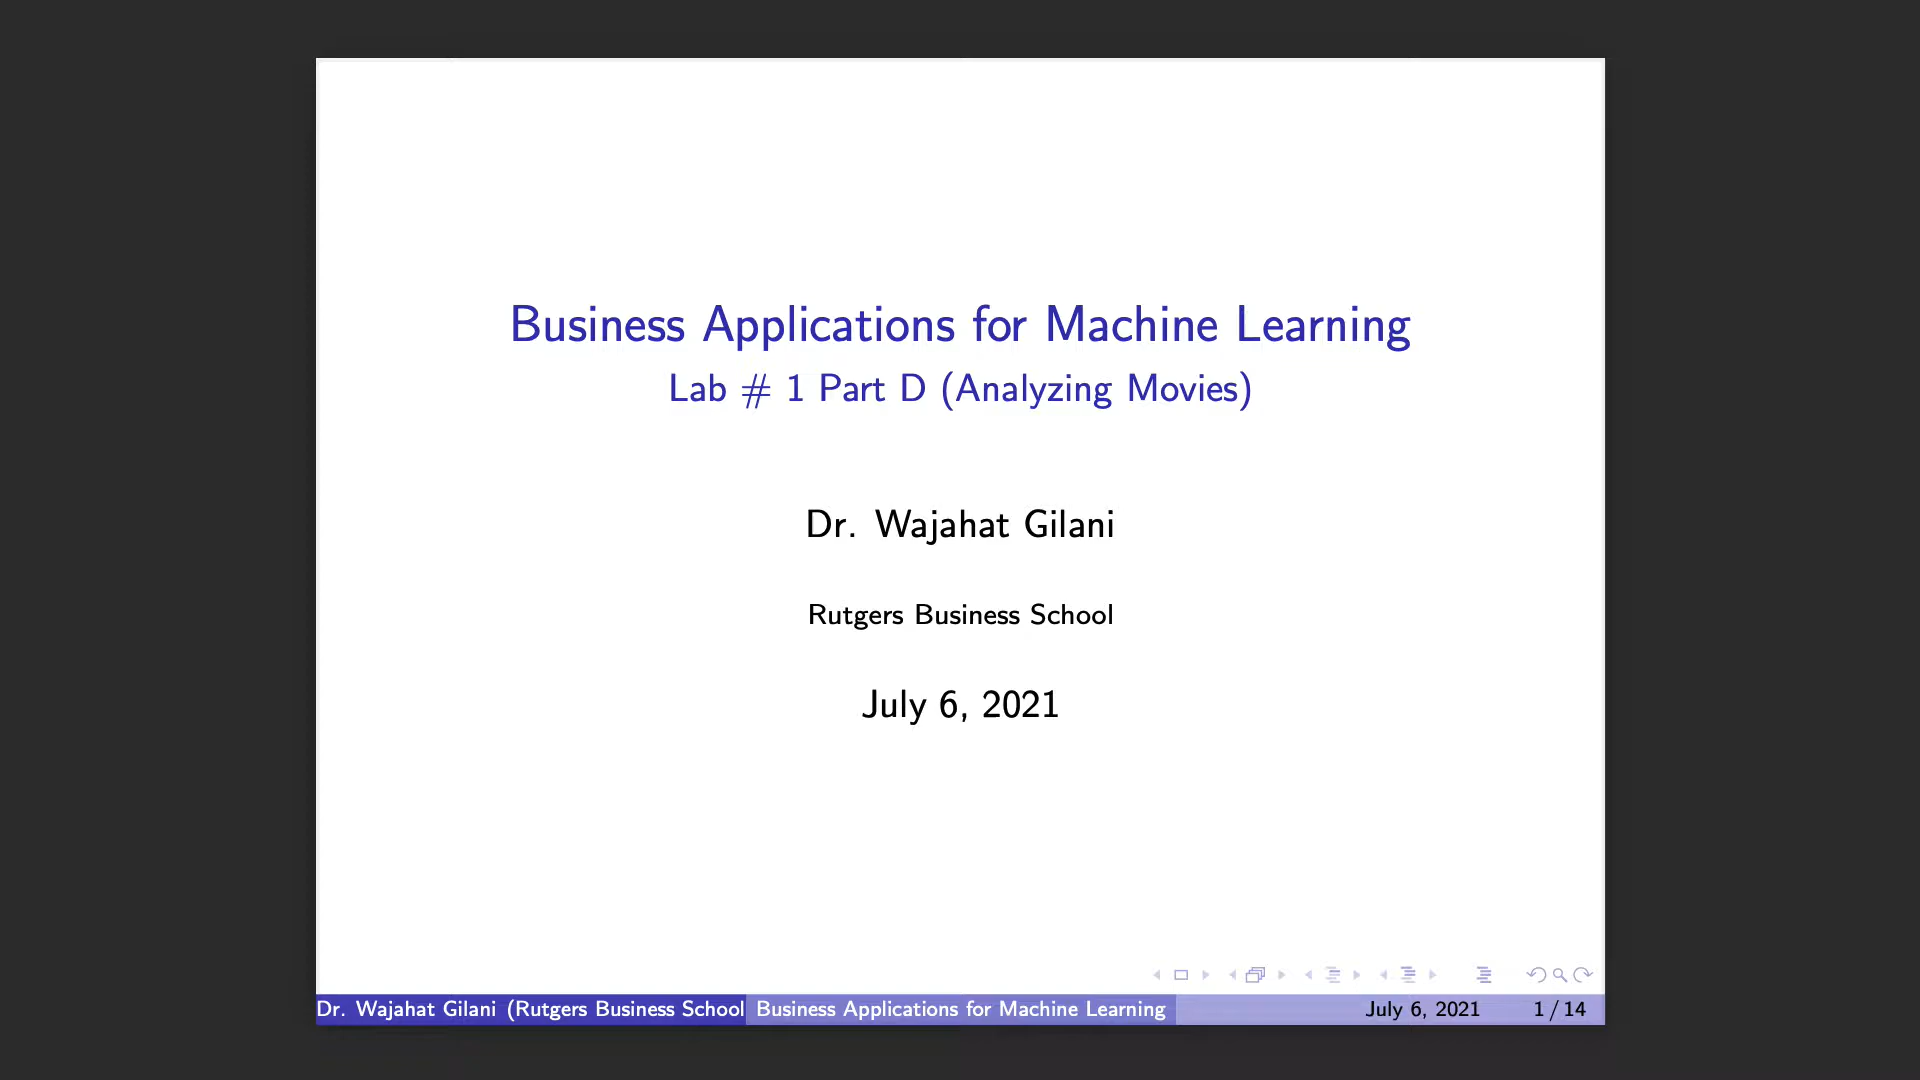 Business Applications for Machine Learning
Lab # 1 Part D (Analyzing Movies)
Dr. Wajahat Gilani
Rutgers Business School
July 6, 2021
Dr. Wajahat Gilani (Rutgers Business School Business Applications for Machine Learning July 6, 2021 1 / 14